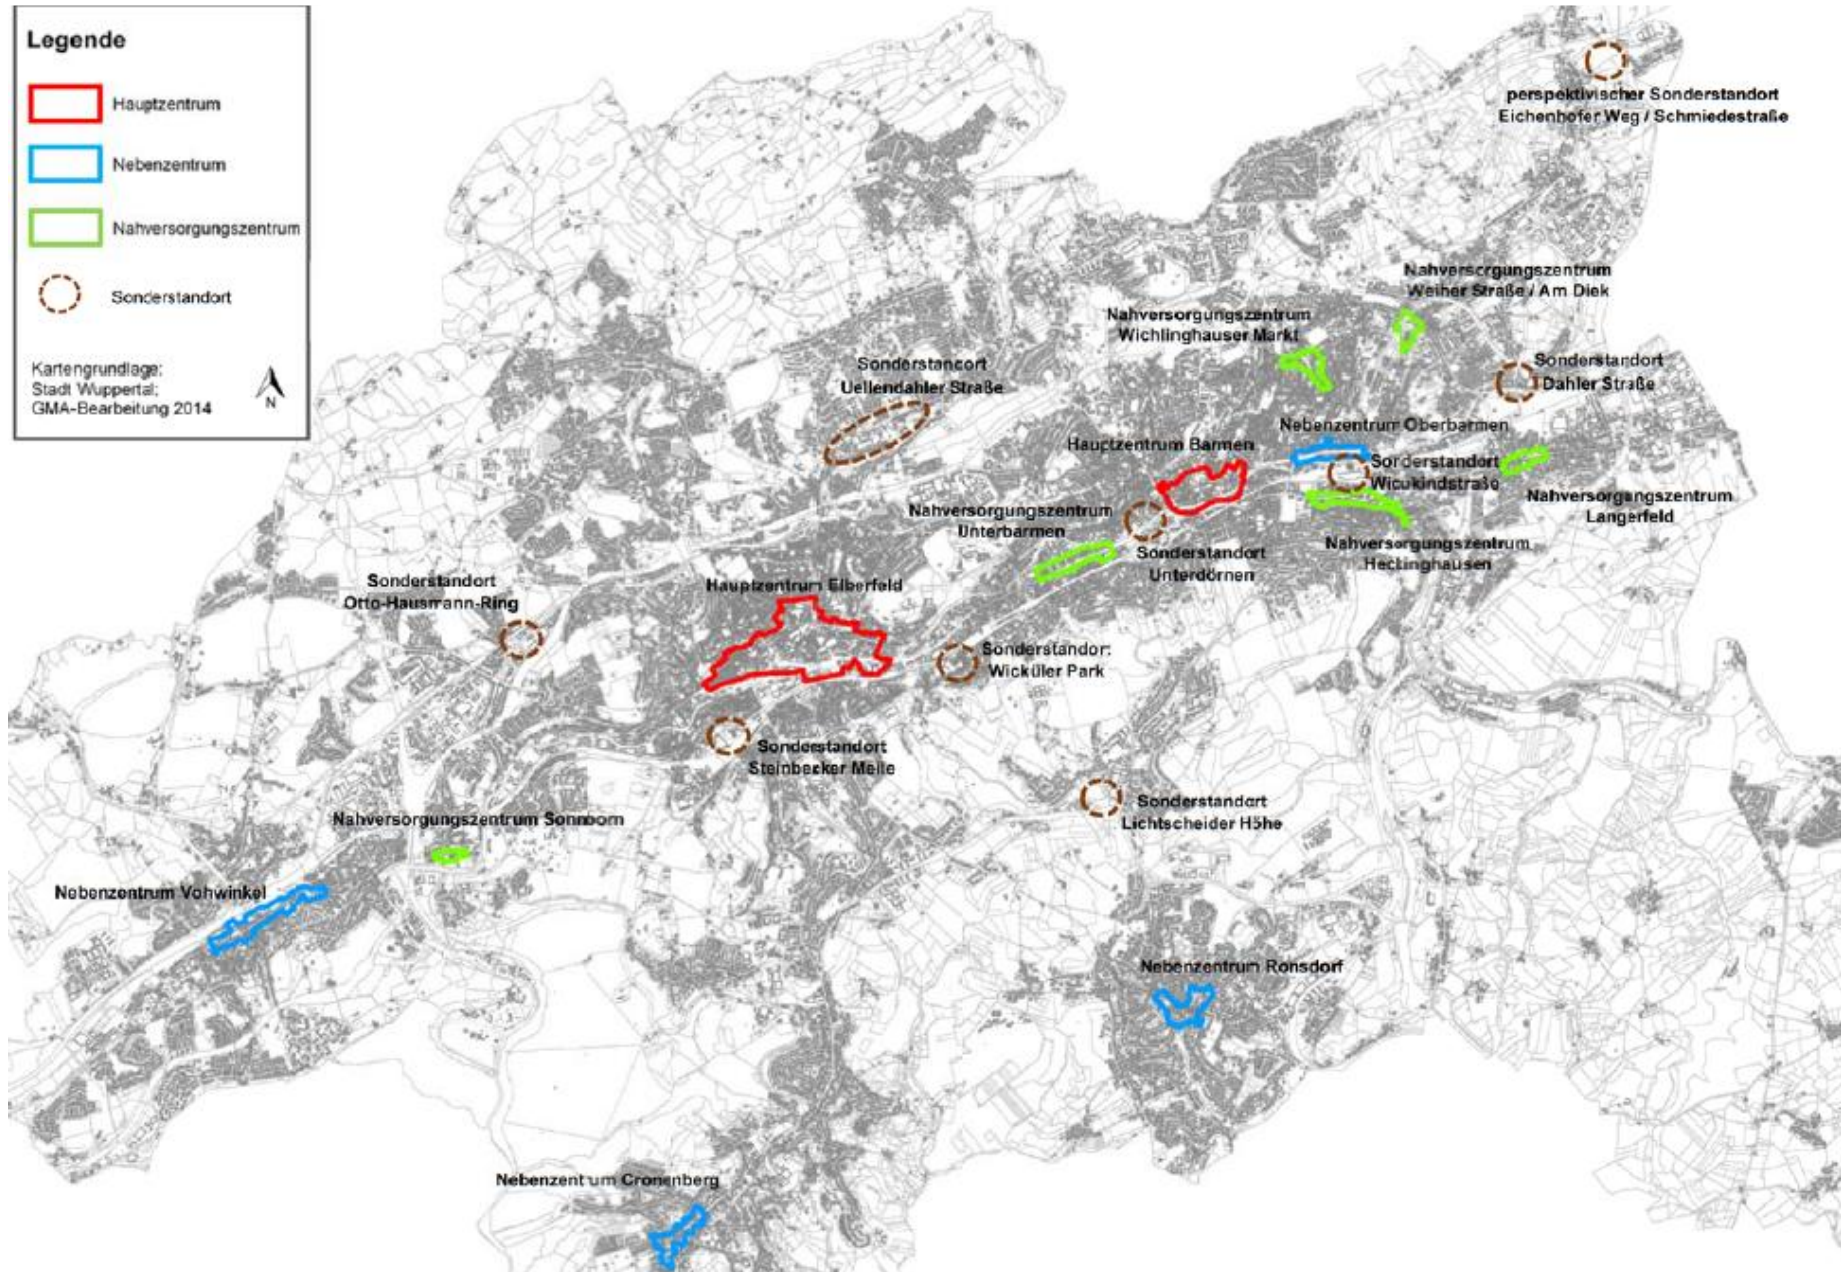 Legende
Hauptzentrum
Nebenzentrum
Nahversorgungszentrum
Sonderstandort
Kartengrundlage:
Stadt Wuppertal;
GMA-Bearbeitung 2014
N
perspektivischer Sonderstandort
Eichenhofer Weg / Schmiedestraße
Nahversorgungszentrum
Weiher Straße / Am Diek
Nahversorgungszentrum
Wichlinghauser Markt
Sonderstandort
Uellendahler Straße
Sonderstandort
Dahler Straße
Nebenzentrum Oberbarmen
Hauptzentrum Barmen
Sonderstandort
Wicukindstraße
Nahversorgungszentrum
Langerfeld
Nahversorgungszentrum
Unterbarmen
Sonderstandort
Unterdörnen
Nahversorgungszentrum
Heckinghausen
Sonderstandort
Otto-Hausmann-Ring
Hauptzentrum Elberfeld
Sonderstandort
Wicküler Park
Sonderstandort
Steinbecker Meile
Sonderstandort
Lichtscheider Höhe
Nahversorgungszentrum Sonnborn
Nebenzentrum Vohwinkel
Nebenzentrum Ronsdorf
Nebenzentrum Cronenberg